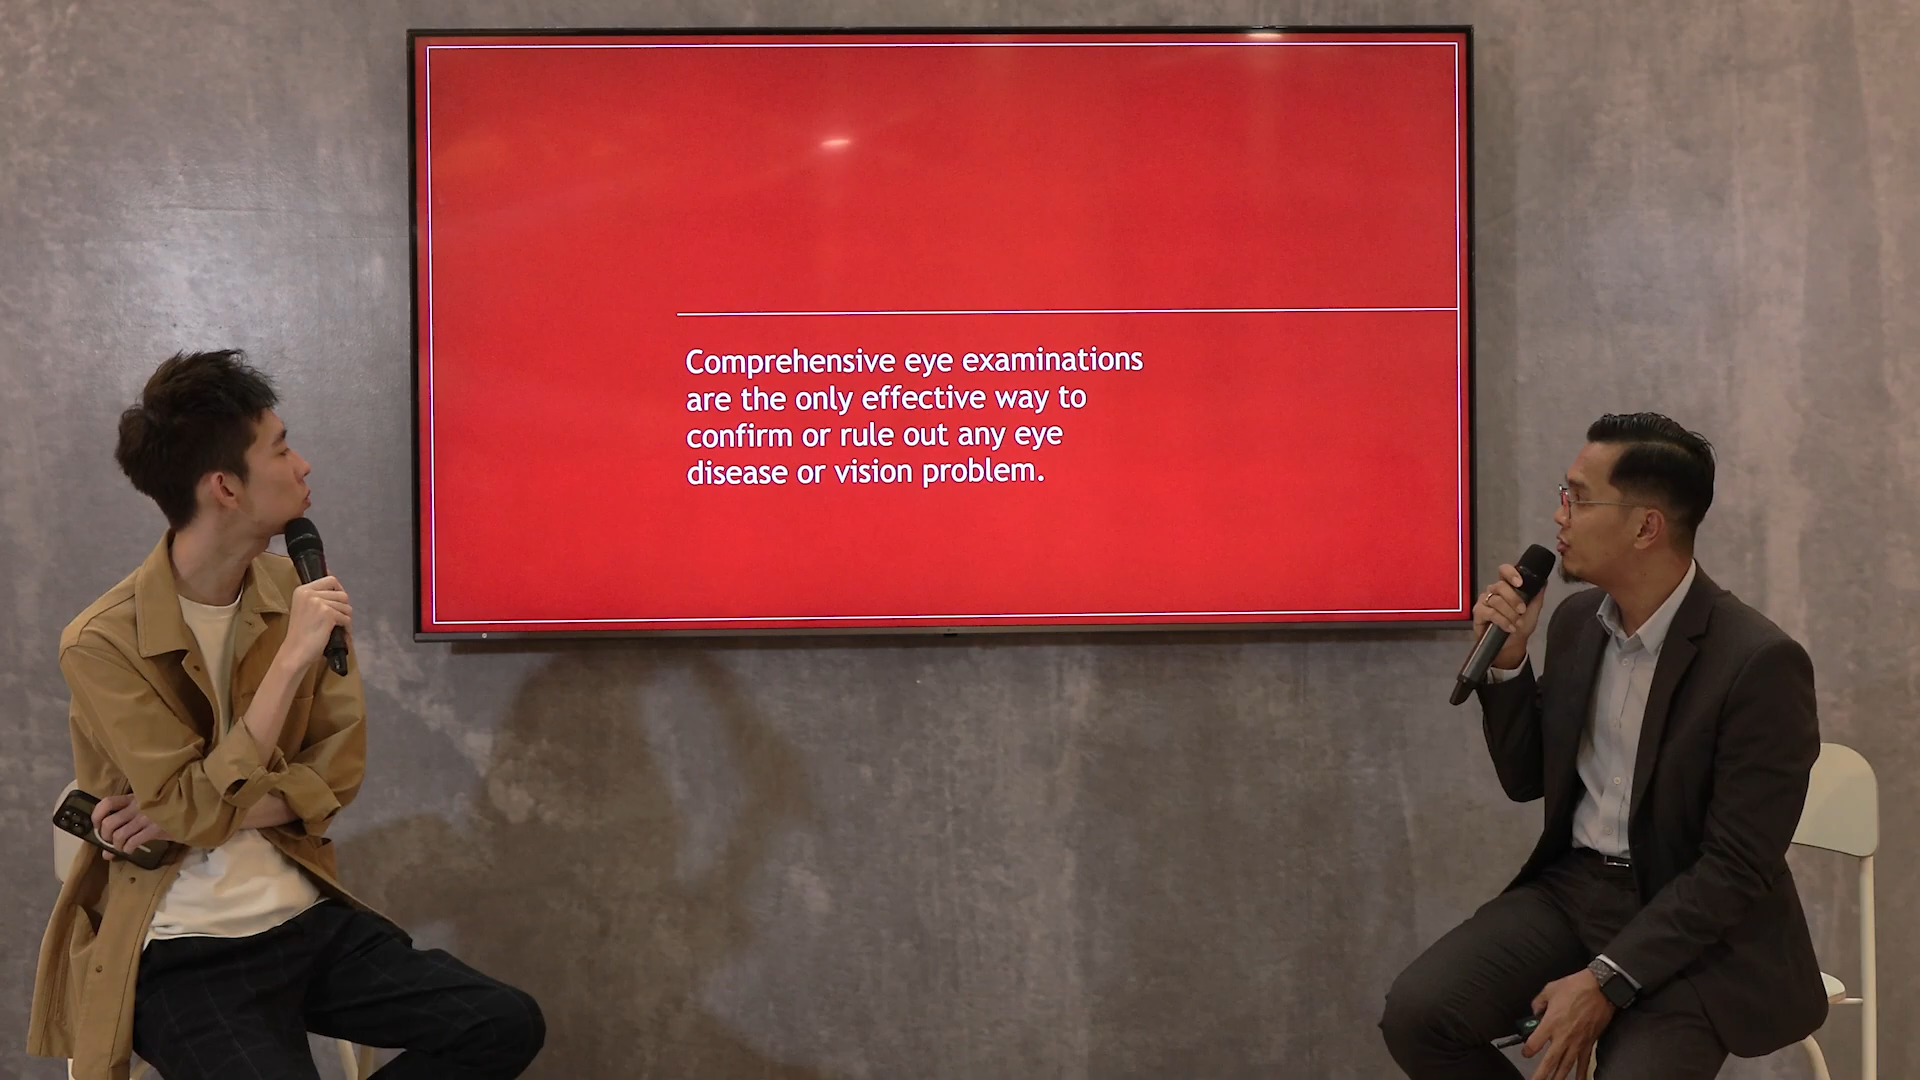 Comprehensive eye examinations
are the only effective way to
confirm or rule out any eye
disease or vision problem.